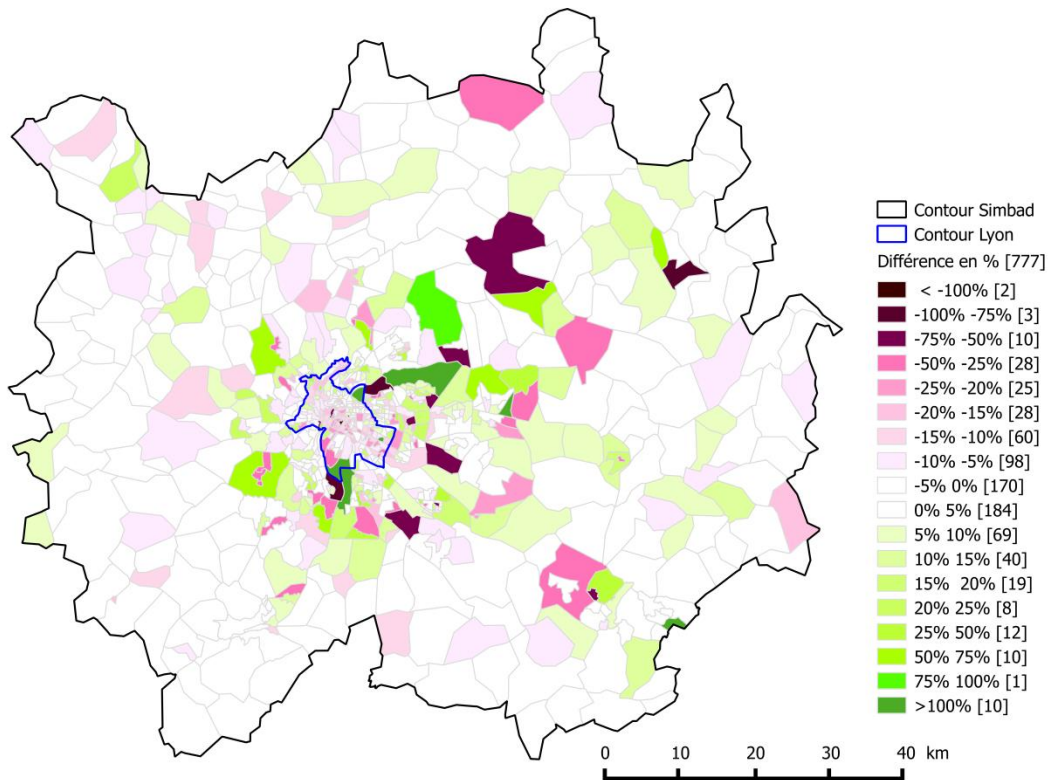 Contour Simbad
Contour Lyon
Différence en % [777]
< -100% [2]
-100% -75% [3]
-75% -50% [10]
-50% -25% [28]
-25% -20% [25]
-20% -15% [28]
-15% -10% [60]
-10% -5% [98]
-5% 0% [170]
0% 5% [184]
5% 10% [69]
10% 15% [40]
15% 20% [19]
20% 25% [8]
25% 50% [12]
50% 75% [10]
75% 100% [1]
>100% [10]
0 10 20 30 40 km